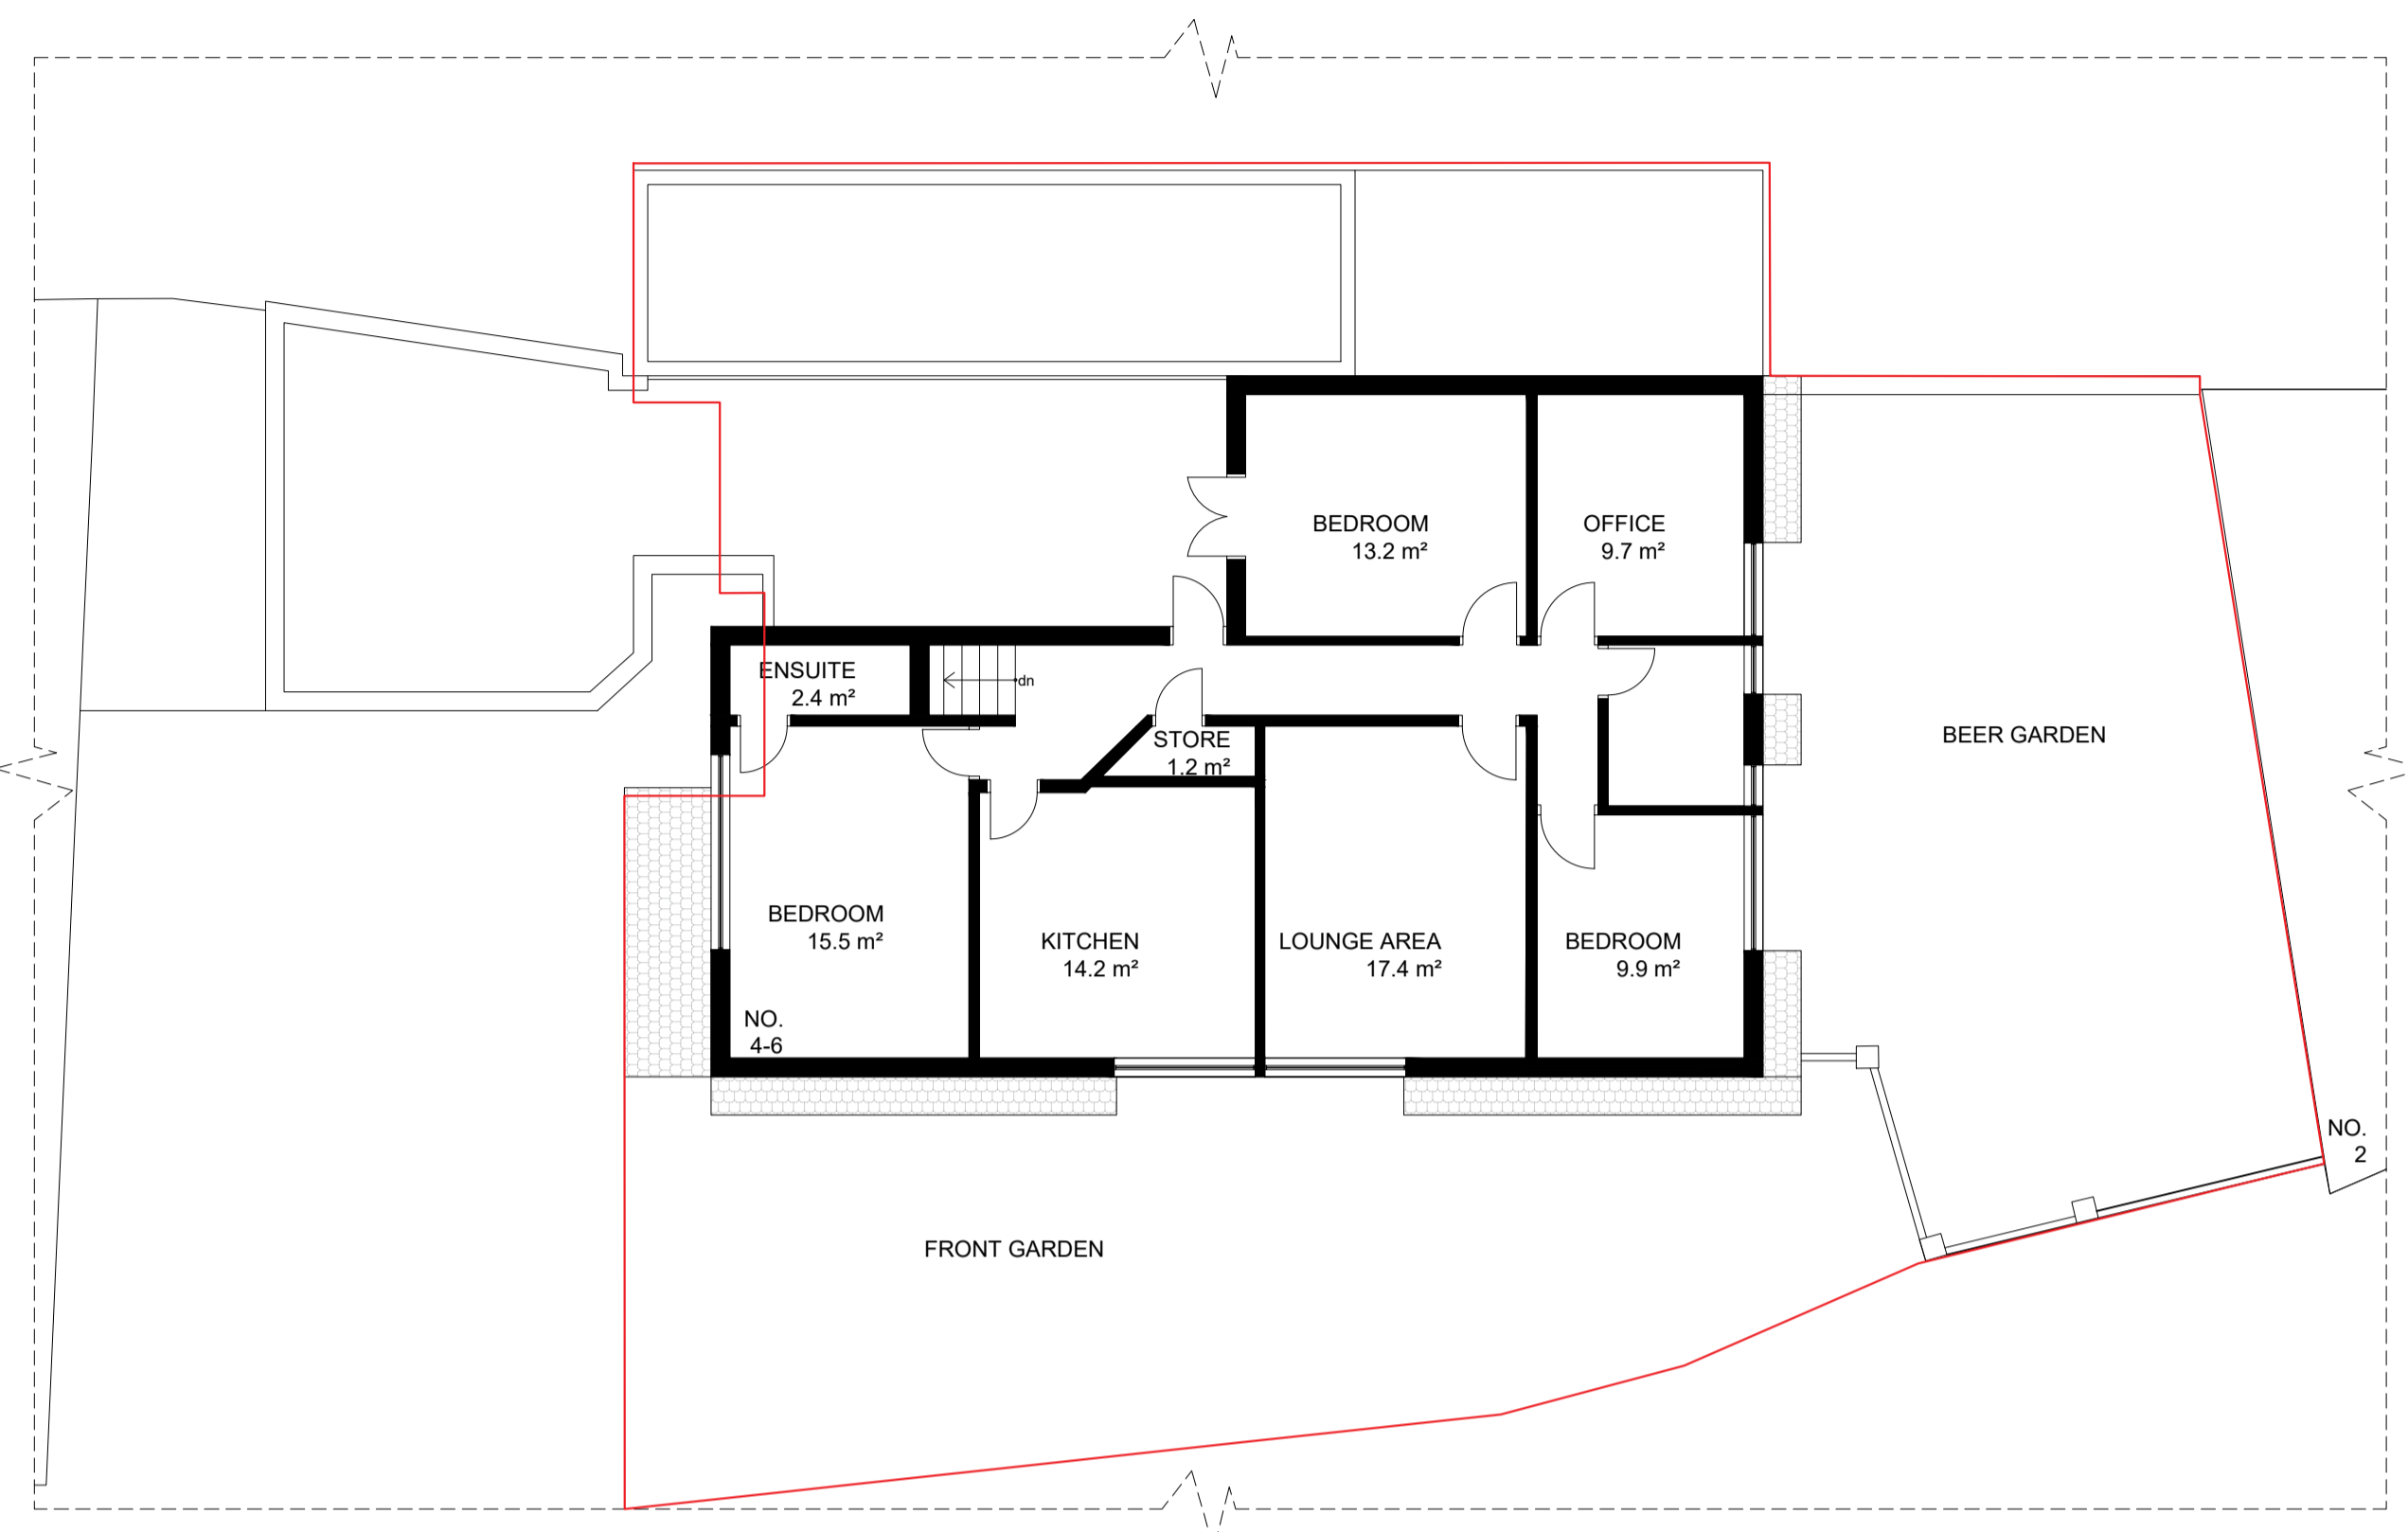 BEDROOM
13.2 m²
OFFICE
9.7 m²
ENSUITE
2.4 m²
dn
STORE
1.2 m²
BEER GARDEN
BEDROOM
15.5 m²
KITCHEN
14.2 m²
LOUNGE AREA
17.4 m²
BEDROOM
9.9 m²
NO.
4-6
NO.
2
FRONT GARDEN